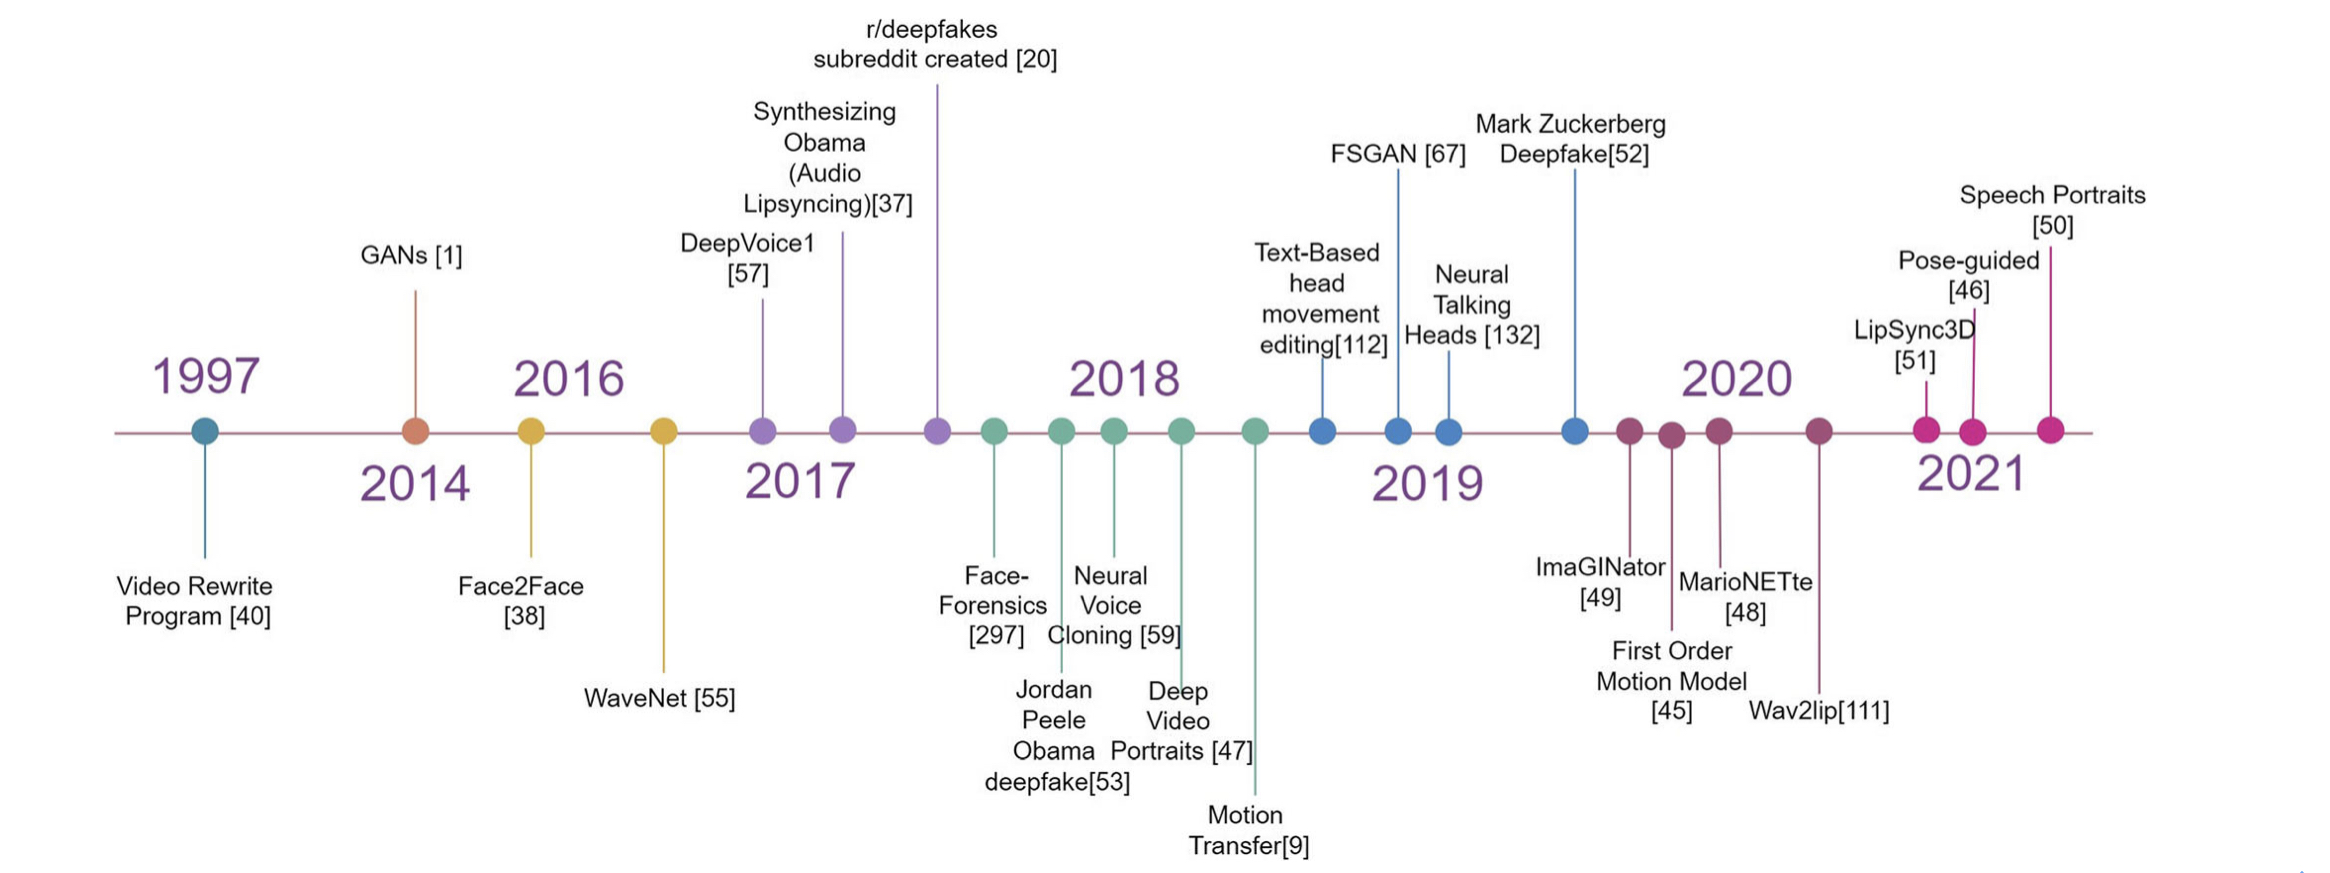 r/deepfakes
subreddit created [20]
Synthesizing
Obama
(Audio
Lipsyncing)[37]
DeepVoice1
[57]
GANs [1]
Mark Zuckerberg
Deepfake[52]
FSGAN [67]
Text-Based
head
movement
editing[112]
Neural
Talking
Heads [132]
Speech Portraits
[50]
Pose-guided
[46]
LipSync3D
[51]
1997
2014
2016
2017
2018
2019
2020
2021
Video Rewrite
Program [40]
Face2Face
[38]
WaveNet [55]
Face-
Forensics
[297]
Neural
Voice
Cloning [59]
Jordan
Peele
Obama
deepfake[53]
Deep
Video
Portraits [47]
Motion
Transfer[9]
ImaGINator
[49]
MarioNETte
[48]
First Order
Motion Model
[45]
Wav2lip[111]